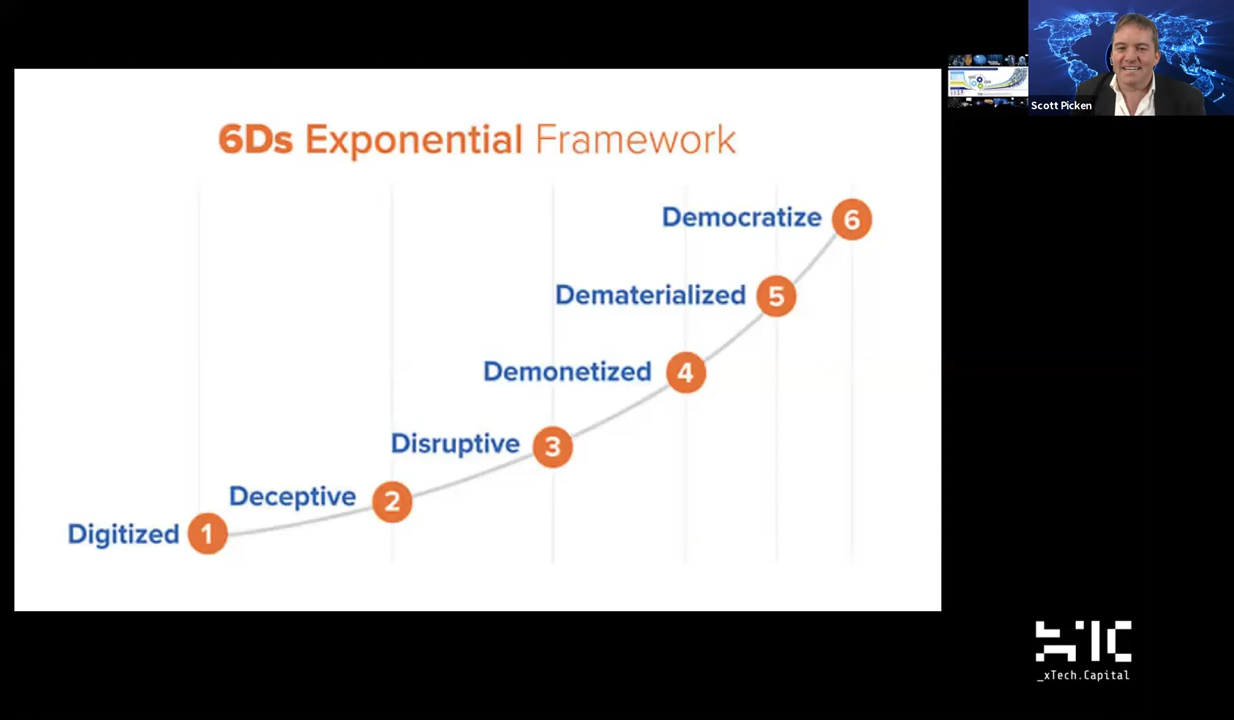 6Ds Exponential Framework
Democratize 6
Dematerialized 5
Demonetized 4
Disruptive 3
Deceptive 2
Digitized 1
Scott Picken
_xTech.Capital